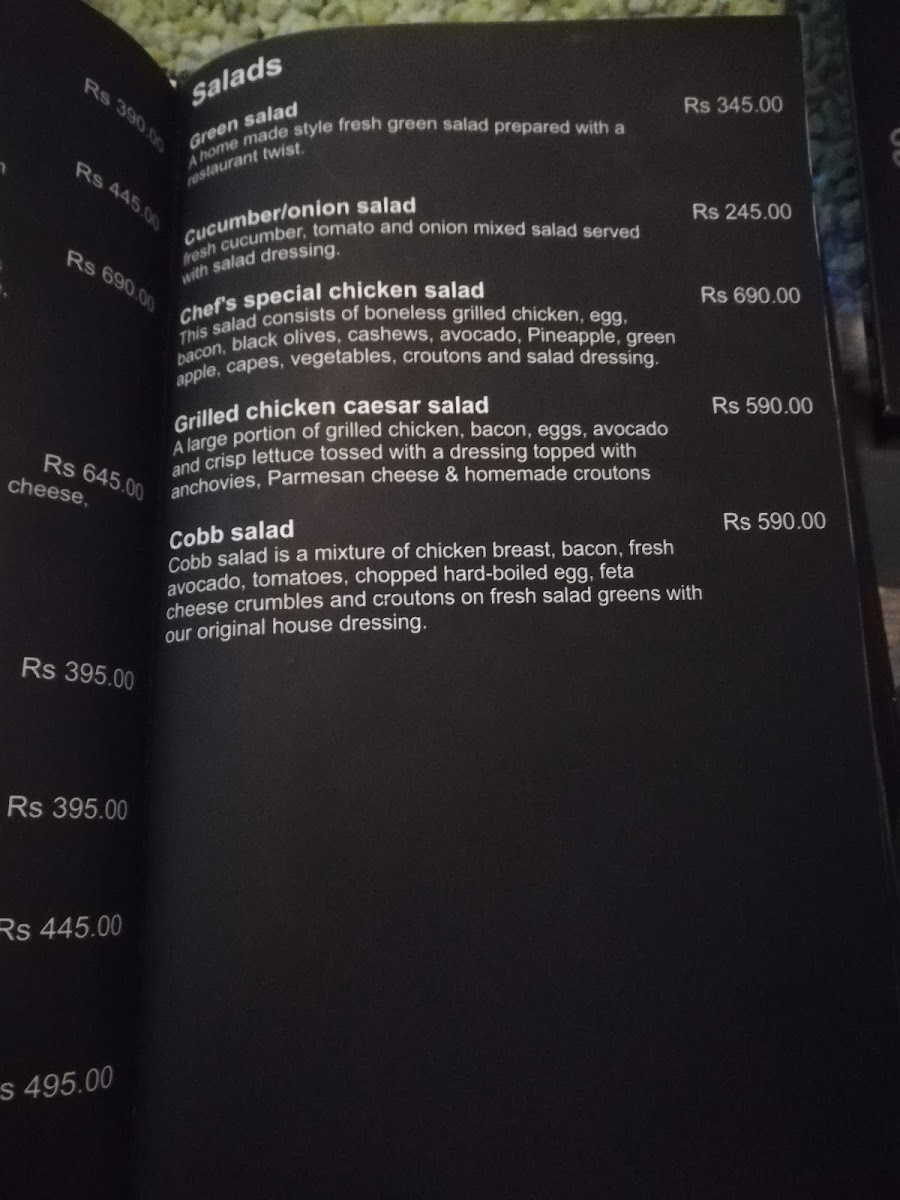 Rs 390.00
Rs 445.00
Rs 690.00
Rs 645.00
cheese,
Rs 395.00
Rs 395.00
Rs 445.00
s 495.00
Salads
Green salad
Rs 345.00
A home made style fresh green salad prepared with a
restaurant twist.
Cucumber/onion salad
Rs 245.00
fresh cucumber, tomato and onion mixed salad served
with salad dressing.
Chef's special chicken salad
Rs 690.00
This salad consists of boneless grilled chicken, egg,
bacon, black olives, cashews, avocado, Pineapple, green
apple, capes, vegetables, croutons and salad dressing.
Grilled chicken caesar salad
Rs 590.00
A large portion of grilled chicken, bacon, eggs, avocado
and crisp lettuce tossed with a dressing topped with
anchovies, Parmesan cheese & homemade croutons
Cobb salad
Rs 590.00
Cobb salad is a mixture of chicken breast, bacon, fresh
avocado, tomatoes, chopped hard-boiled egg, feta
cheese crumbles and croutons on fresh salad greens with
our original house dressing.